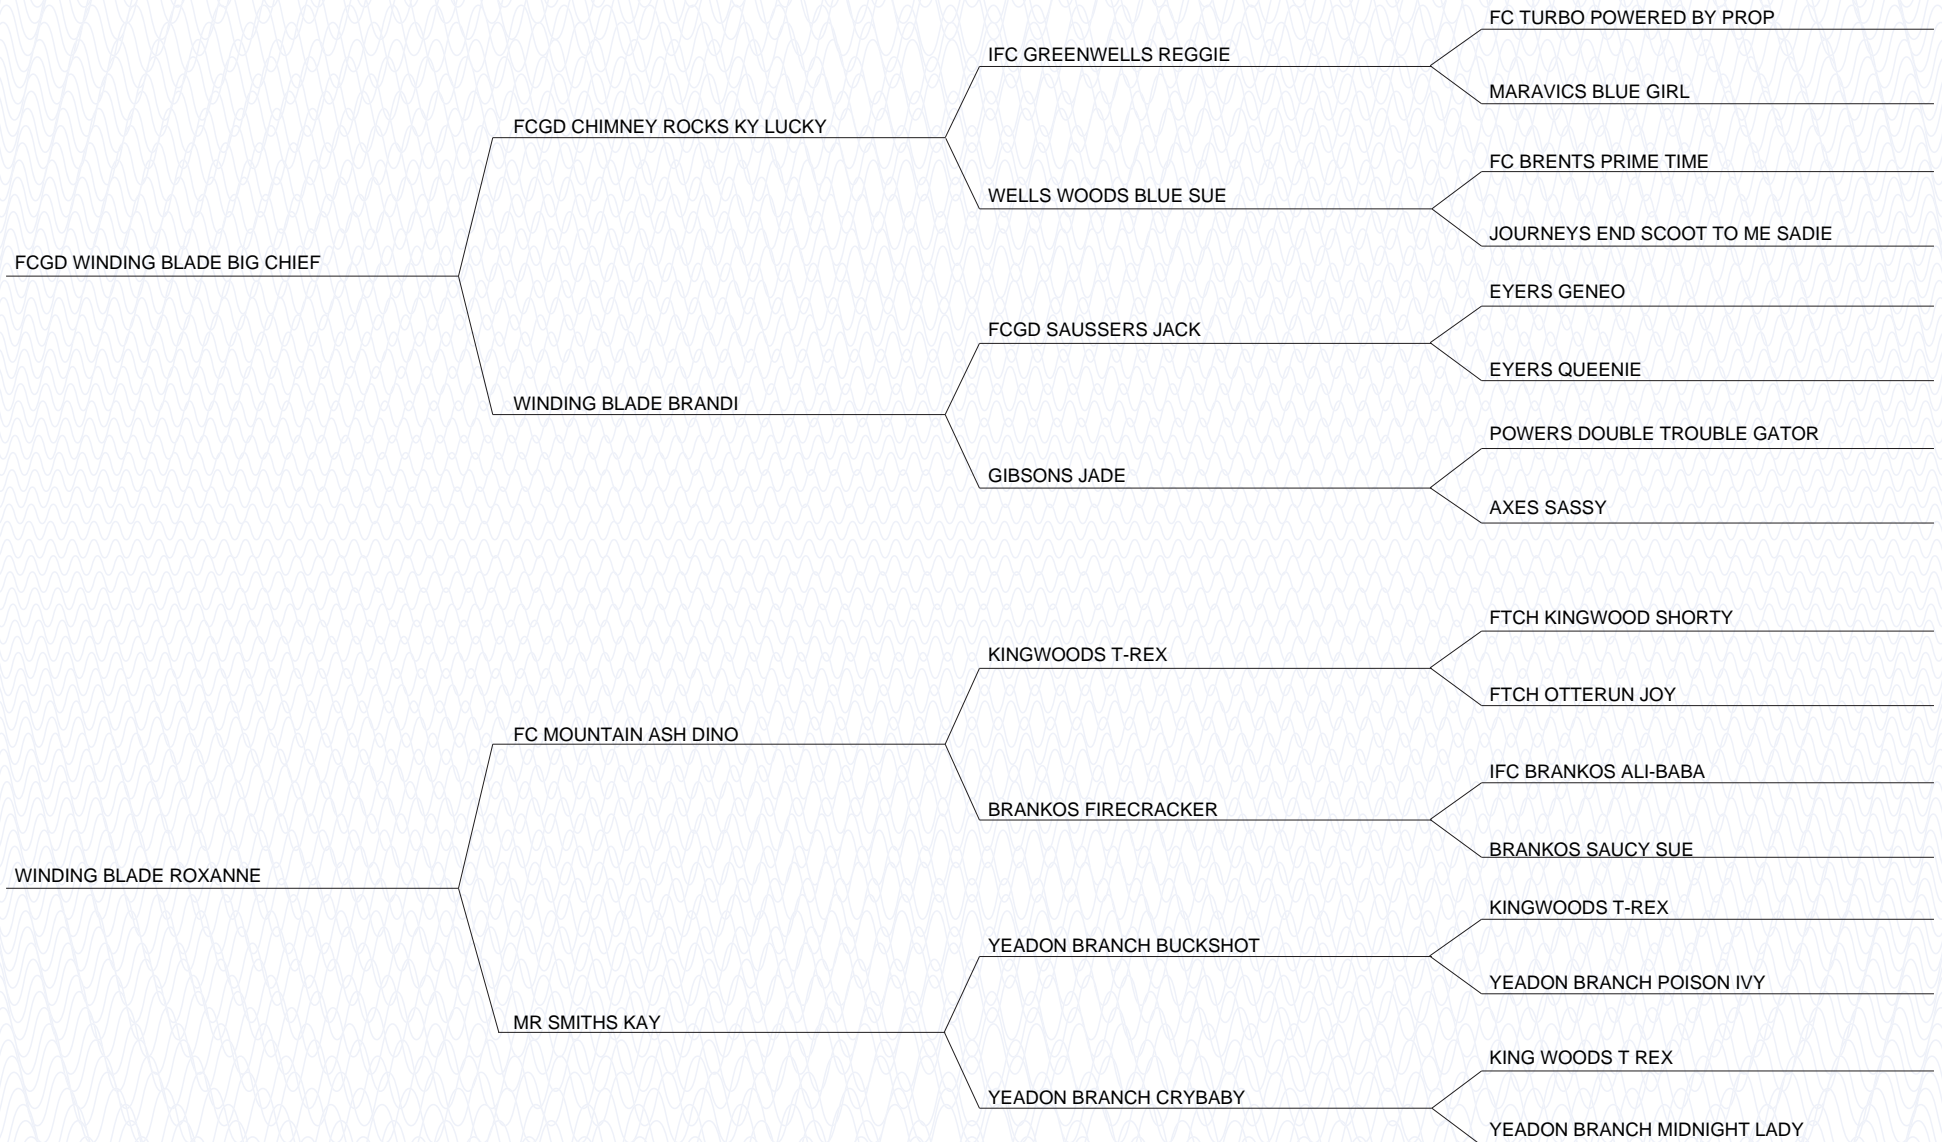 FC TURBO POWERED BY PROP
IFC GREENWELLS REGGIE
MARAVICS BLUE GIRL
FCGD CHIMNEY ROCKS KY LUCKY
FC BRENTS PRIME TIME
WELLS WOODS BLUE SUE
JOURNEYS END SCOOT TO ME SADIE
FCGD WINDING BLADE BIG CHIEF
EYERS GENEO
FCGD SAUSSERS JACK
EYERS QUEENIE
WINDING BLADE BRANDI
POWERS DOUBLE TROUBLE GATOR
GIBSONS JADE
AXES SASSY
FTCH KINGWOOD SHORTY
KINGWOODS T-REX
FTCH OTTERUN JOY
FC MOUNTAIN ASH DINO
IFC BRANKOS ALI-BABA
BRANKOS FIRECRACKER
BRANKOS SAUCY SUE
WINDING BLADE ROXANNE
KINGWOODS T-REX
YEADON BRANCH BUCKSHOT
YEADON BRANCH POISON IVY
MR SMITHS KAY
KING WOODS T REX
YEADON BRANCH CRYBABY
YEADON BRANCH MIDNIGHT LADY